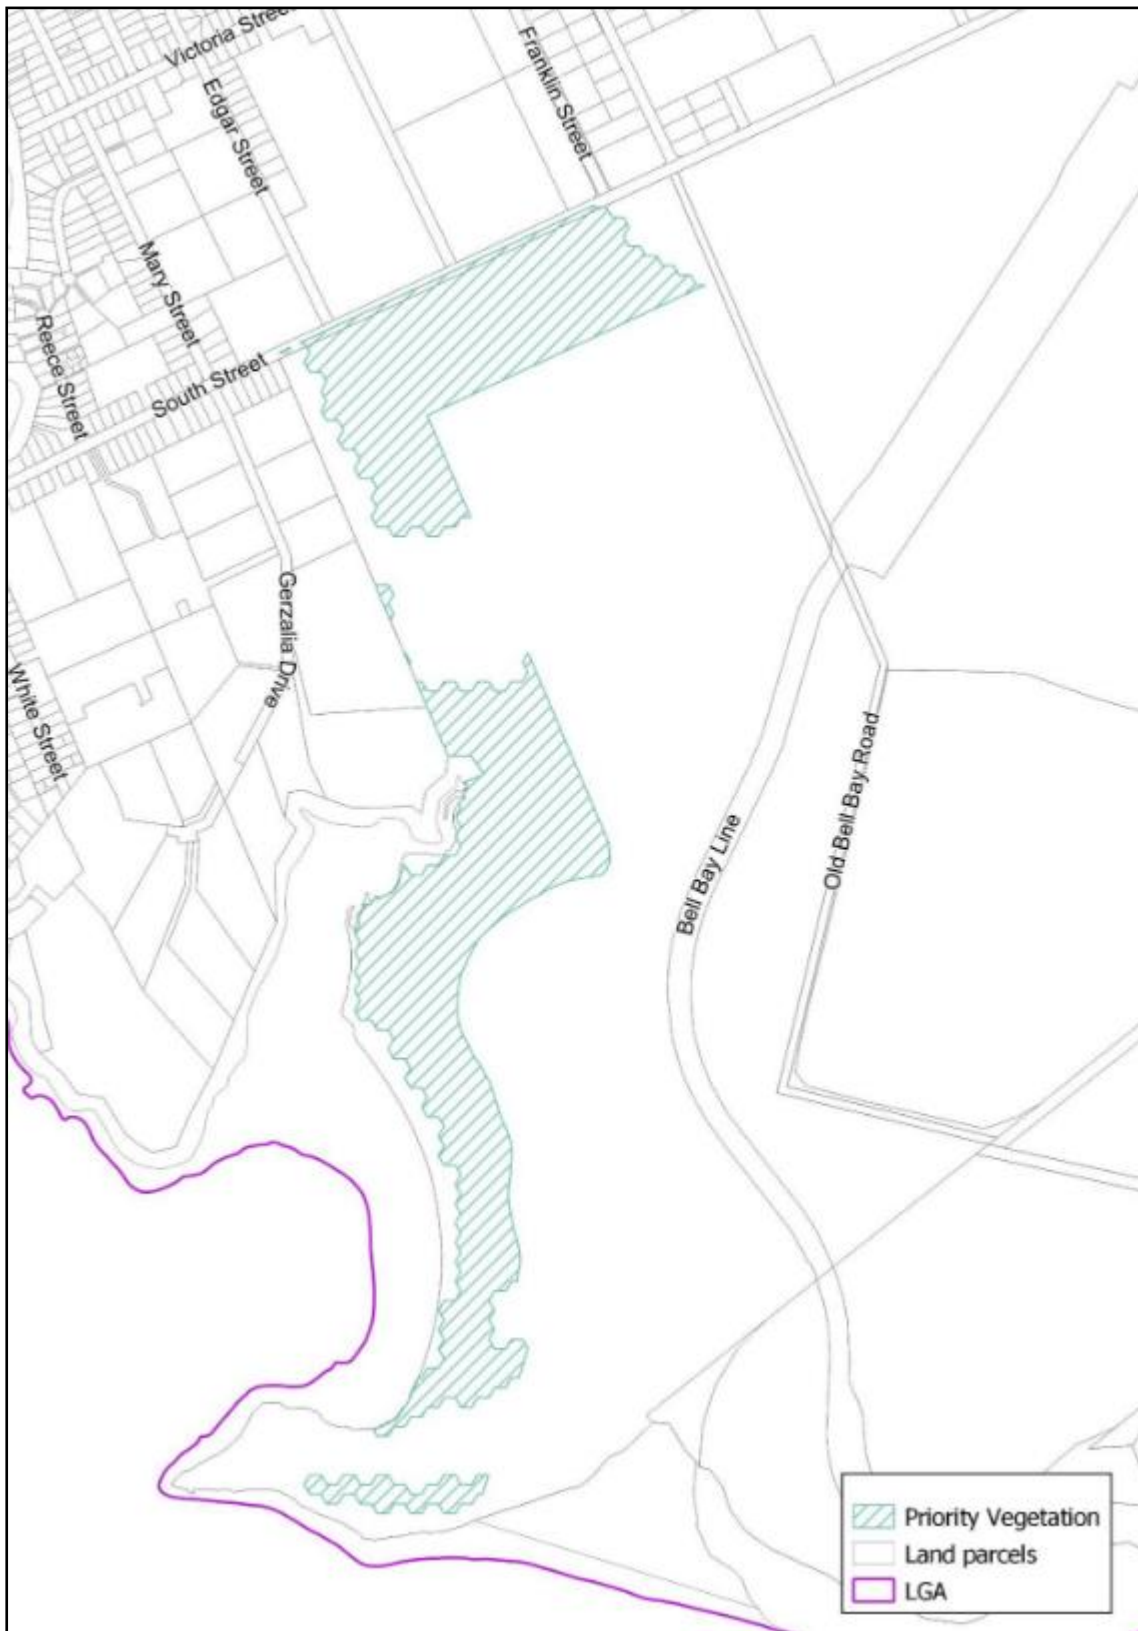 Victoria Street
Franklin Street
Edgar Street
Mary Street
Reece Street
South Street
Gerzalia Drive
White Street
Old Bell Bay Road
Bell Bay Line
Priority Vegetation
Land parcels
LGA